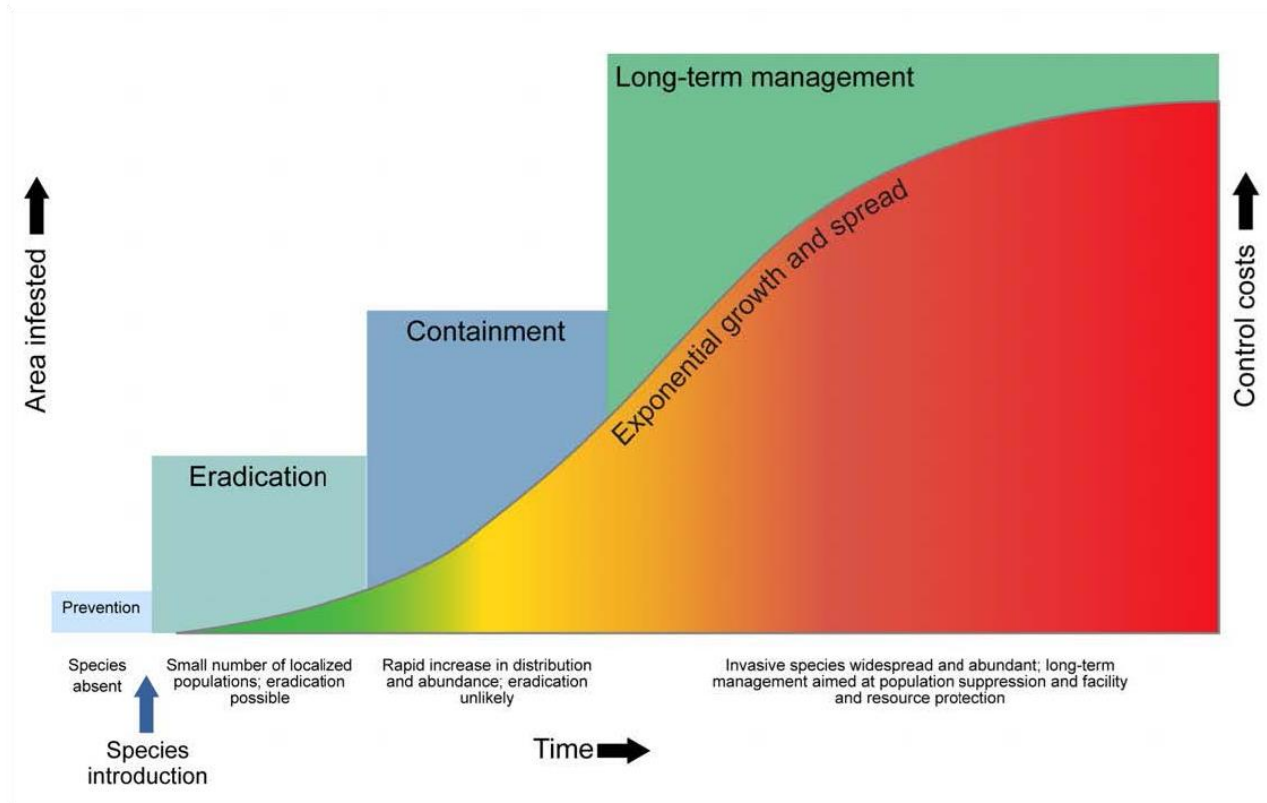 Long-term management
Area infested
Control costs
Exponential growth and spread
Containment
Eradication
Prevention
Species
absent
Small number of localized
populations; eradication
possible
Rapid increase in distribution
and abundance; eradication
unlikely
Invasive species widespread and abundant; long-term
management aimed at population suppression and facility
and resource protection
Species
introduction
Time